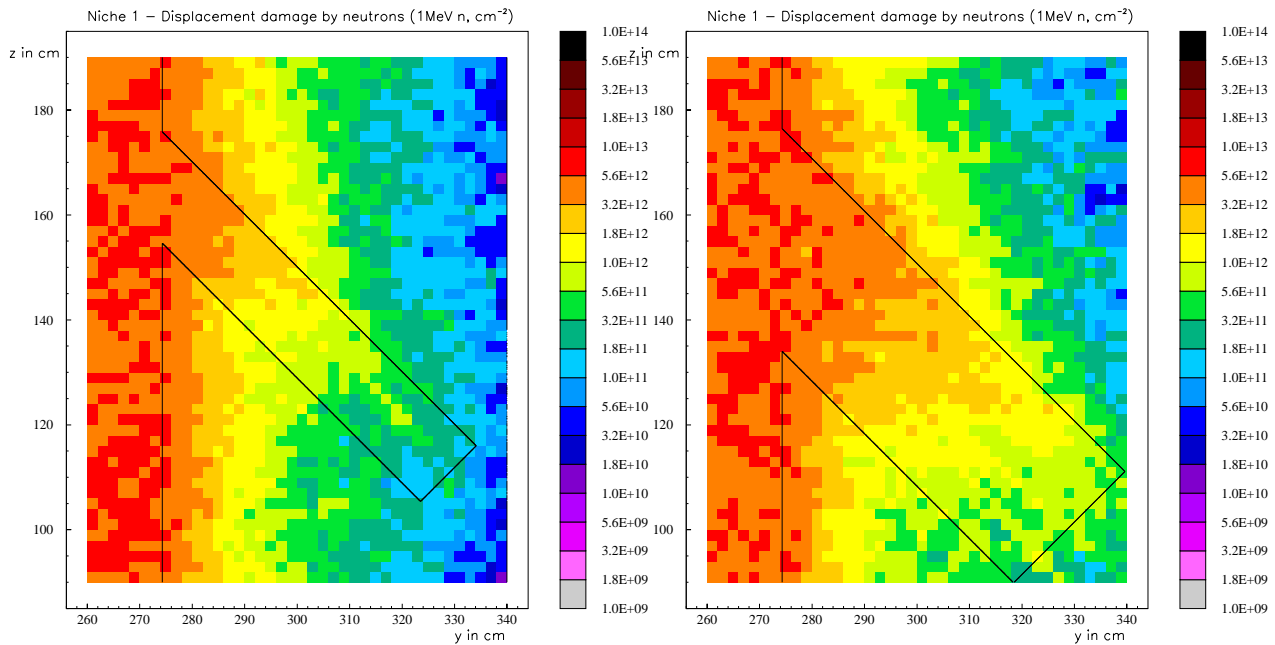 Niche 1 − Displacement damage by neutrons (1MeV n, cm⁻²)
z in cm
180
160
140
120
100
260 270 280 290 300 310 320 330 340
y in cm
1.0E+14
5.6E+13
3.2E+13
1.8E+13
1.0E+13
5.6E+12
3.2E+12
1.8E+12
1.0E+12
5.6E+11
3.2E+11
1.8E+11
1.0E+11
5.6E+10
3.2E+10
1.8E+10
1.0E+10
5.6E+09
3.2E+09
1.8E+09
1.0E+09
Niche 1 − Displacement damage by neutrons (1MeV n, cm⁻²)
z in cm
180
160
140
120
100
260 270 280 290 300 310 320 330 340
y in cm
1.0E+14
5.6E+13
3.2E+13
1.8E+13
1.0E+13
5.6E+12
3.2E+12
1.8E+12
1.0E+12
5.6E+11
3.2E+11
1.8E+11
1.0E+11
5.6E+10
3.2E+10
1.8E+10
1.0E+10
5.6E+09
3.2E+09
1.8E+09
1.0E+09